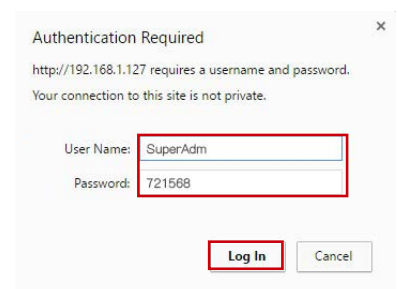 Authentication Required
×
http://192.168.1.127 requires a username and password.
Your connection to this site is not private.
User Name: SuperAdm
Password: 721568
Log In Cancel